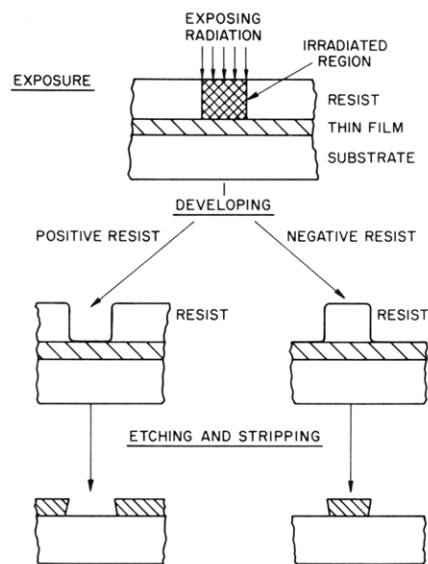 EXPOSING
RADIATION
IRRADIATED
REGION
EXPOSURE
RESIST
THIN FILM
SUBSTRATE
DEVELOPING
POSITIVE RESIST
NEGATIVE RESIST
RESIST
RESIST
ETCHING AND STRIPPING